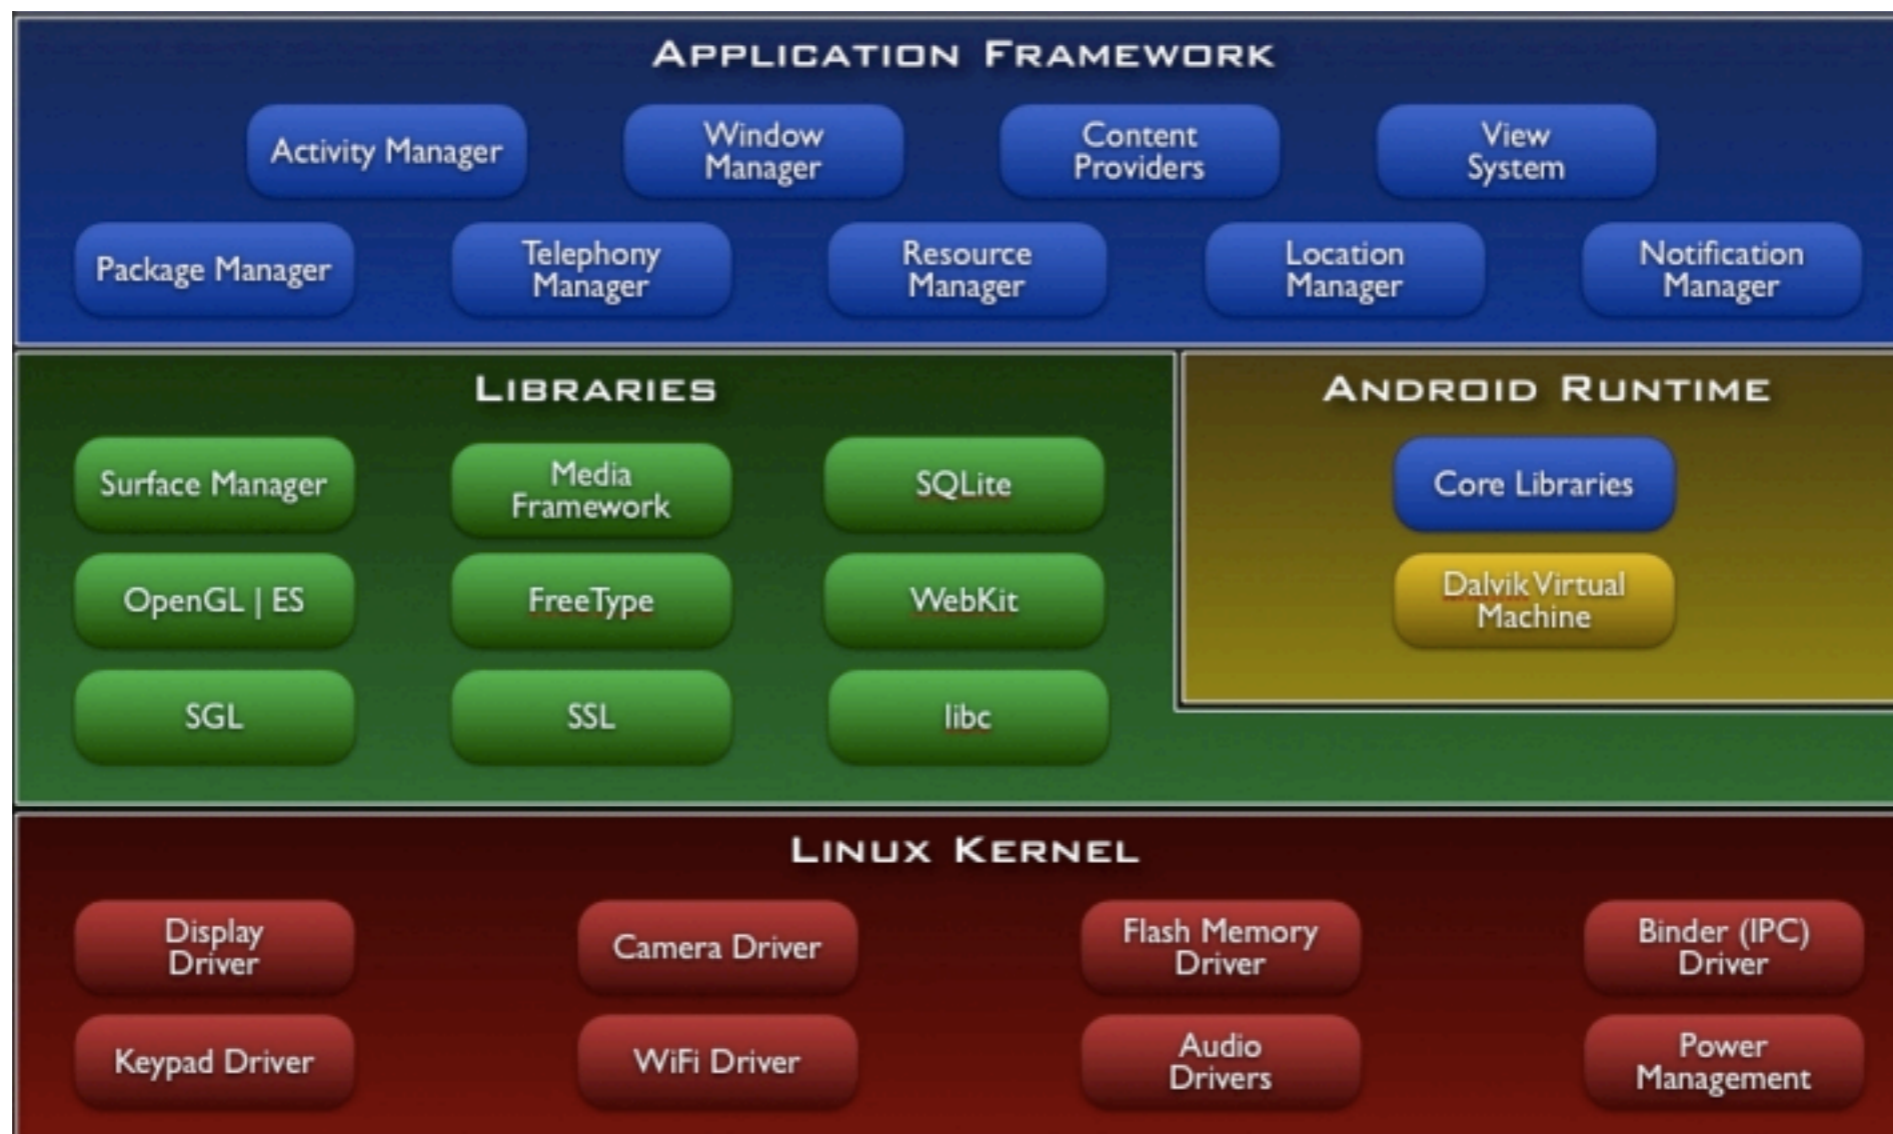 APPLICATION FRAMEWORK
Activity Manager
Window
Manager
Content
Providers
View
System
Package Manager
Telephony
Manager
Resource
Manager
Location
Manager
Notification
Manager
LIBRARIES
Surface Manager
Media
Framework
SQLite
OpenGL | ES
FreeType
WebKit
SGL
SSL
libc
ANDROID RUNTIME
Core Libraries
Dalvik Virtual
Machine
LINUX KERNEL
Display
Driver
Camera Driver
Flash Memory
Driver
Binder (IPC)
Driver
Keypad Driver
WiFi Driver
Audio
Drivers
Power
Management